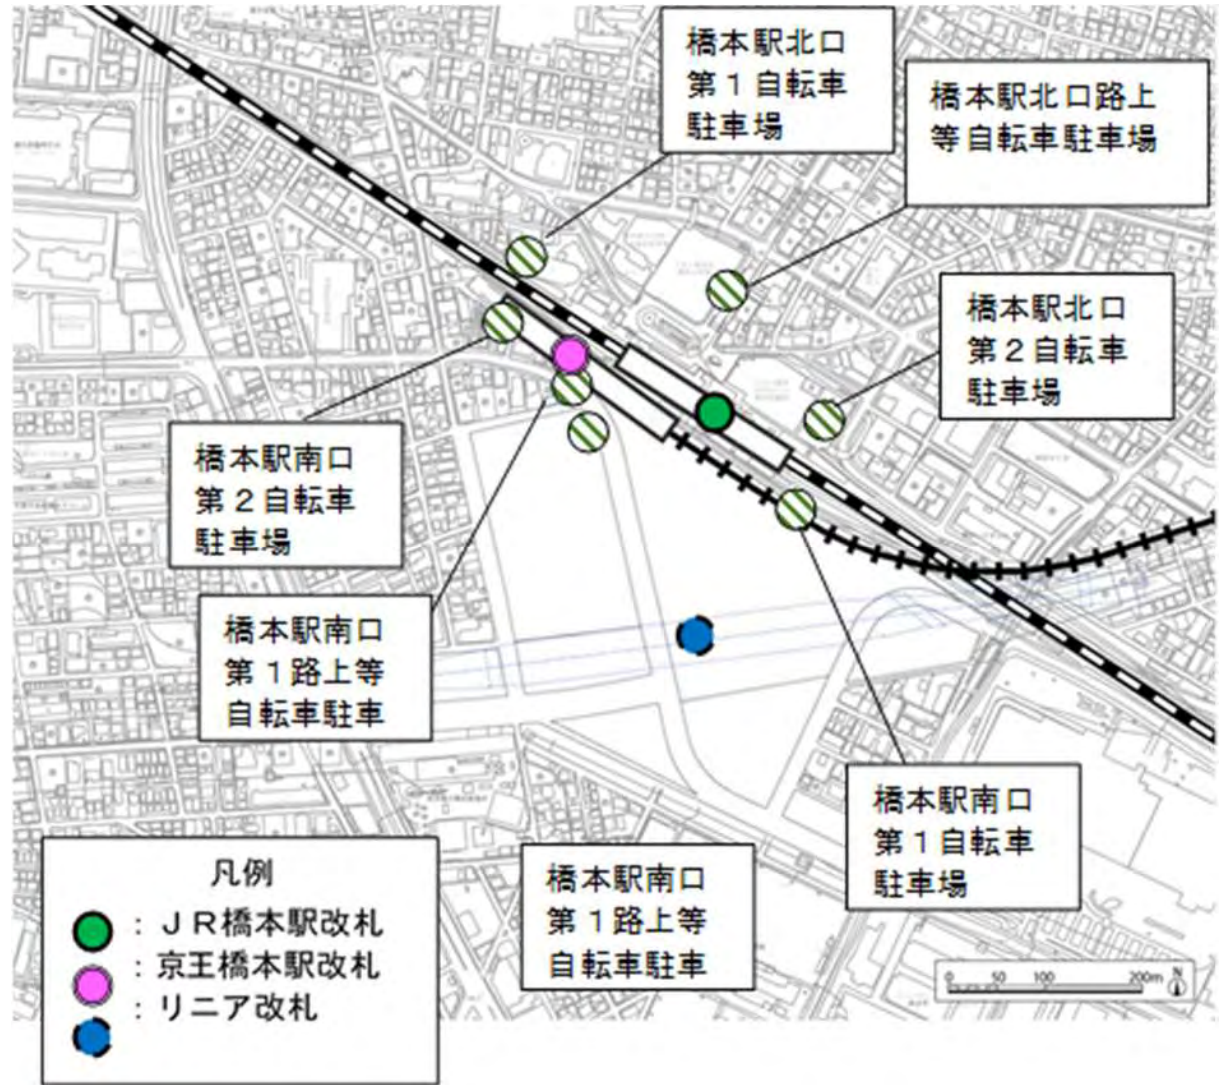 橋本駅北口
第１自転車
駐車場
橋本駅北口路上
等自転車駐車場
橋本駅北口
第２自転車
駐車場
橋本駅南口
第２自転車
駐車場
橋本駅南口
第１路上等
自転車駐車
橋本駅南口
第１自転車
駐車場
橋本駅南口
第１路上等
自転車駐車
凡例
：ＪＲ橋本駅改札
：京王橋本駅改札
：リニア改札
0 50 100 200m
N